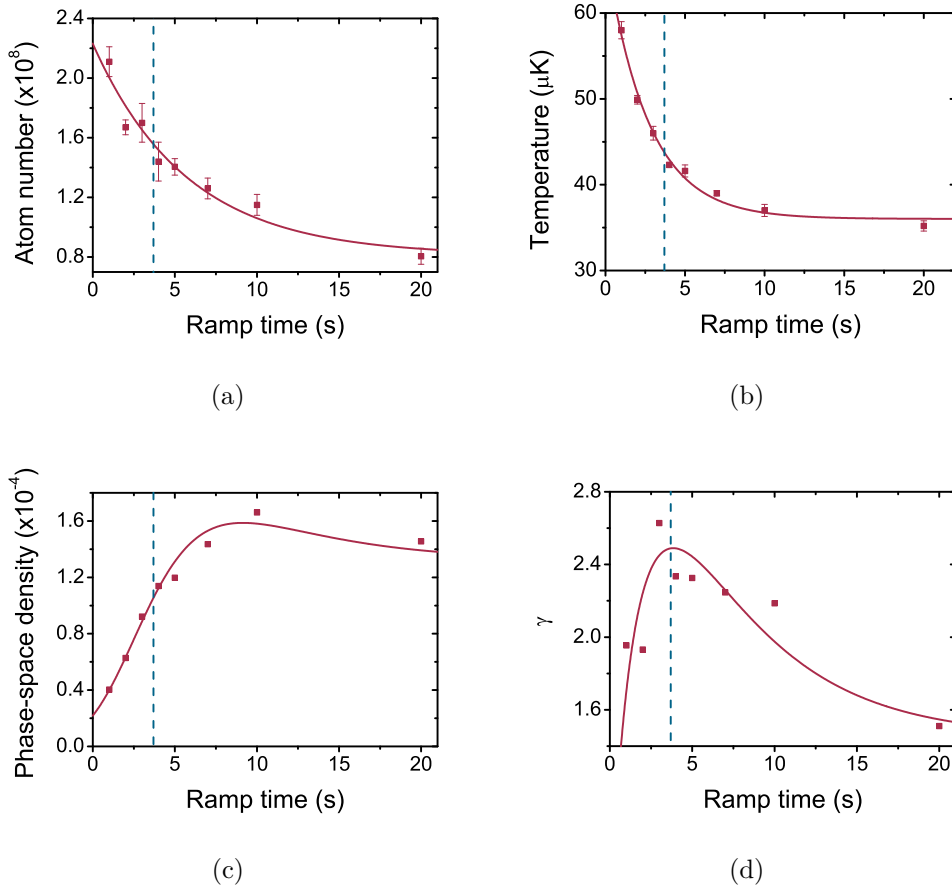 2.4
2.0
1.6
1.2
0.8
Atom number (x10⁸)
0 5 10 15 20
Ramp time (s)
(a)
60
50
40
30
Temperature (μK)
0 5 10 15 20
Ramp time (s)
(b)
1.6
1.2
0.8
0.4
0.0
Phase-space density (x10⁻⁴)
0 5 10 15 20
Ramp time (s)
(c)
2.8
2.4
2.0
1.6
γ
0 5 10 15 20
Ramp time (s)
(d)